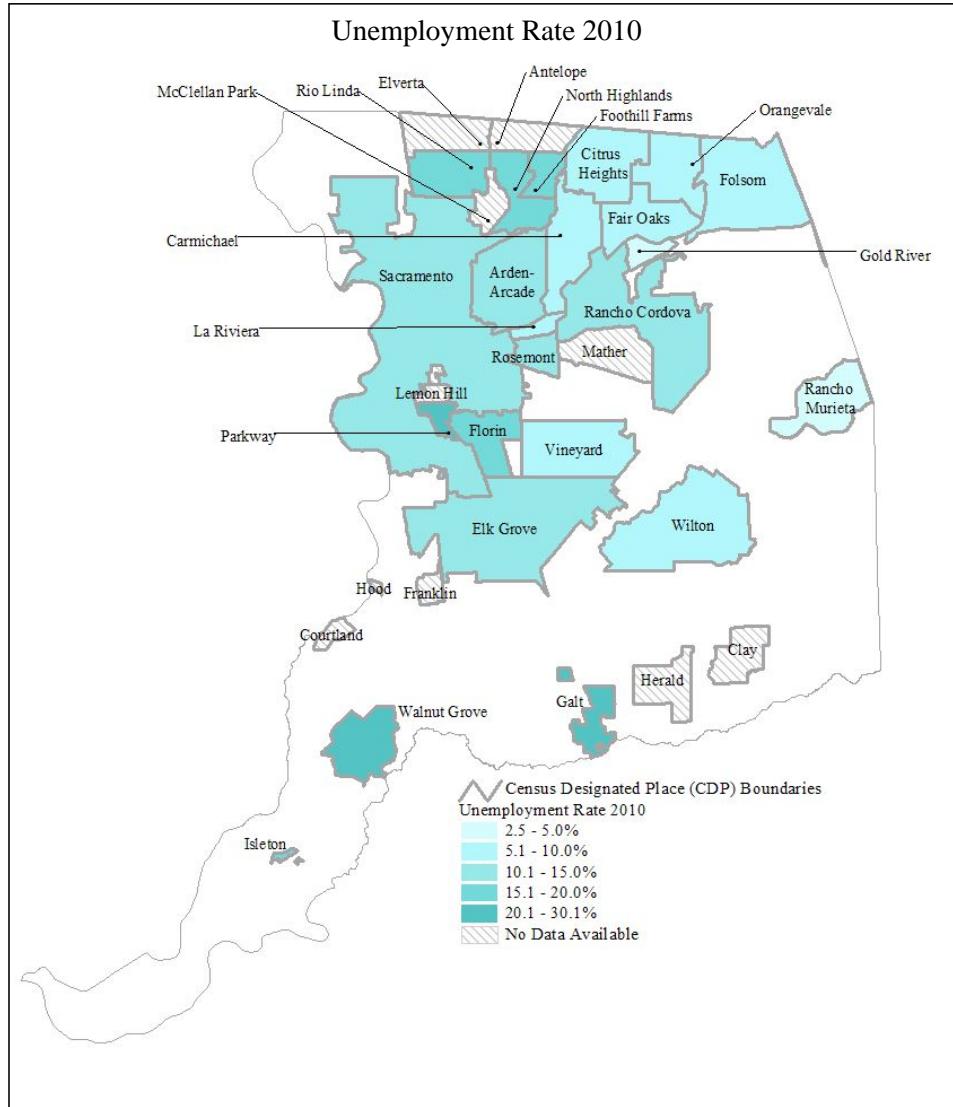 Unemployment Rate 2010
Antelope
Elverta
McClellan Park
Rio Linda
North Highlands
Foothill Farms
Orangevale
Citrus
Heights
Folsom
Fair Oaks
Carmichael
Gold River
Sacramento
Arden-
Arcade
Rancho Cordova
La Riviera
Rosemont
Mather
Rancho
Murieta
Lemon Hill
Parkway
Florin
Vineyard
Elk Grove
Wilton
Hood
Franklin
Courtland
Clay
Herald
Galt
Walnut Grove
Census Designated Place (CDP) Boundaries
Unemployment Rate 2010
2.5 - 5.0%
5.1 - 10.0%
10.1 - 15.0%
15.1 - 20.0%
20.1 - 30.1%
No Data Available
Isleton